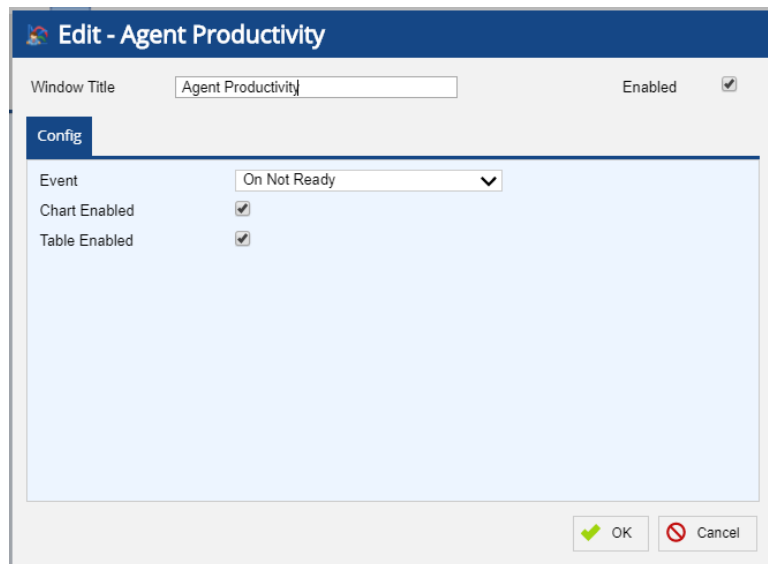 Edit - Agent Productivity
Window Title Agent Productivity Enabled
Config
Event On Not Ready
Chart Enabled
Table Enabled
OK Cancel